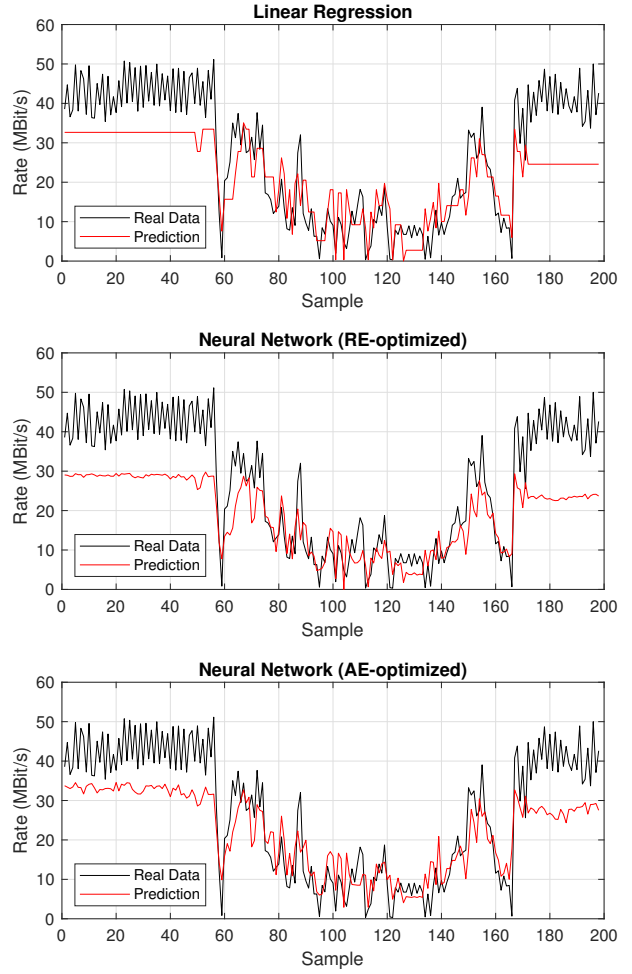 Linear Regression
60
50
40
30
20
10
0
Rate (MBit/s)
Real Data
Prediction
0 20 40 60 80 100 120 140 160 180 200
Sample
Neural Network (RE-optimized)
60
50
40
30
20
10
0
Rate (MBit/s)
Real Data
Prediction
0 20 40 60 80 100 120 140 160 180 200
Sample
Neural Network (AE-optimized)
60
50
40
30
20
10
0
Rate (MBit/s)
Real Data
Prediction
0 20 40 60 80 100 120 140 160 180 200
Sample